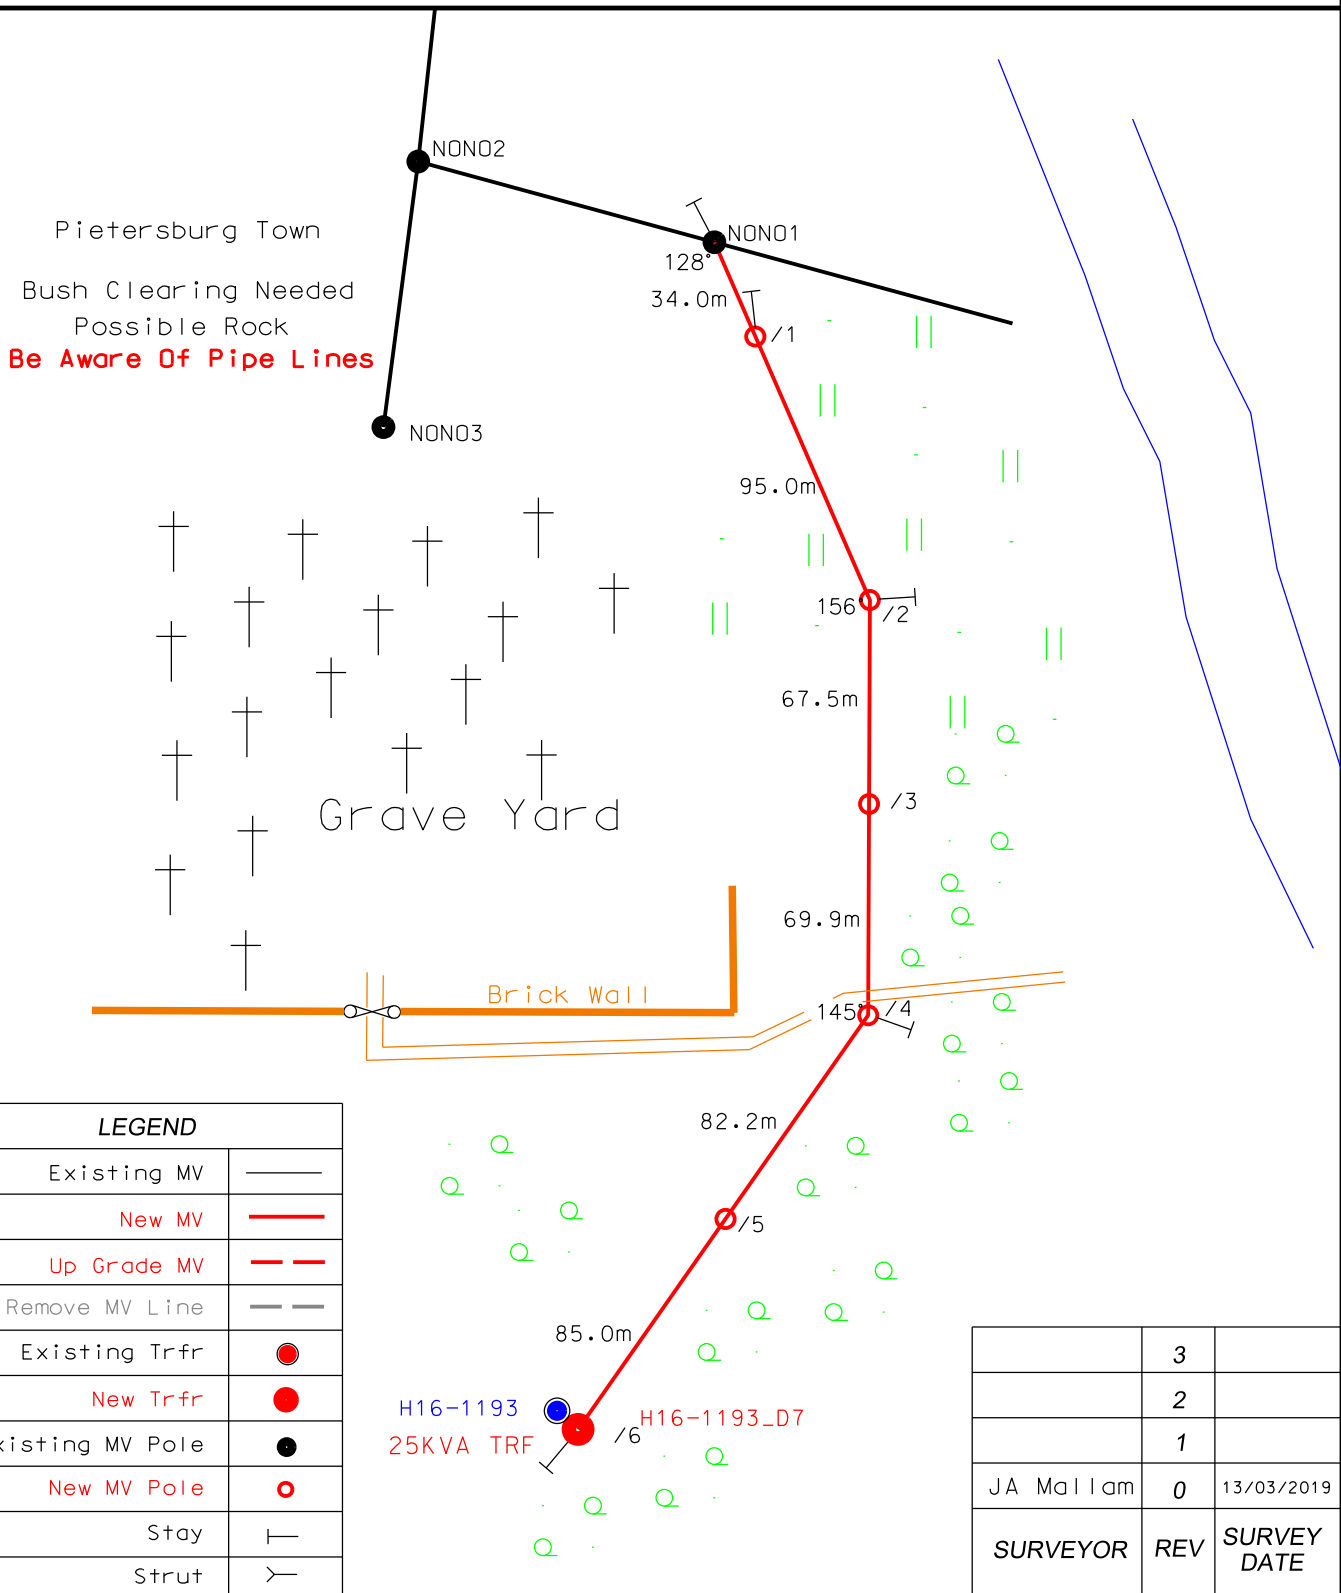 NONO2
NONO1
128°
34.0m
/1
Pietersburg Town
Bush Clearing Needed
Possible Rock
Be Aware Of Pipe Lines
NONO3
95.0m
156°
/2
67.5m
/3
Grave Yard
69.9m
Brick Wall
145°
/4
82.2m
/5
85.0m
H16-1193
25KVA TRF
/6
H16-1193_D7
LEGEND
Existing MV
New MV
Up Grade MV
Remove MV Line
Existing Trfr
New Trfr
xisting MV Pole
New MV Pole
Stay
Strut
3
2
1
JA Mallam 0 13/03/2019
SURVEYOR REV SURVEY
DATE